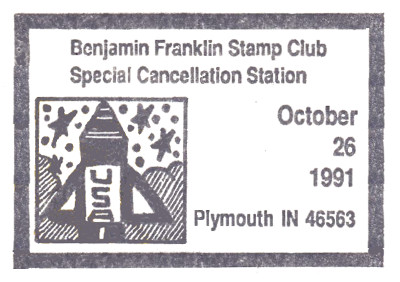 Benjamin Franklin Stamp Club
Special Cancellation Station
October
26
1991
USA
Plymouth IN 46563